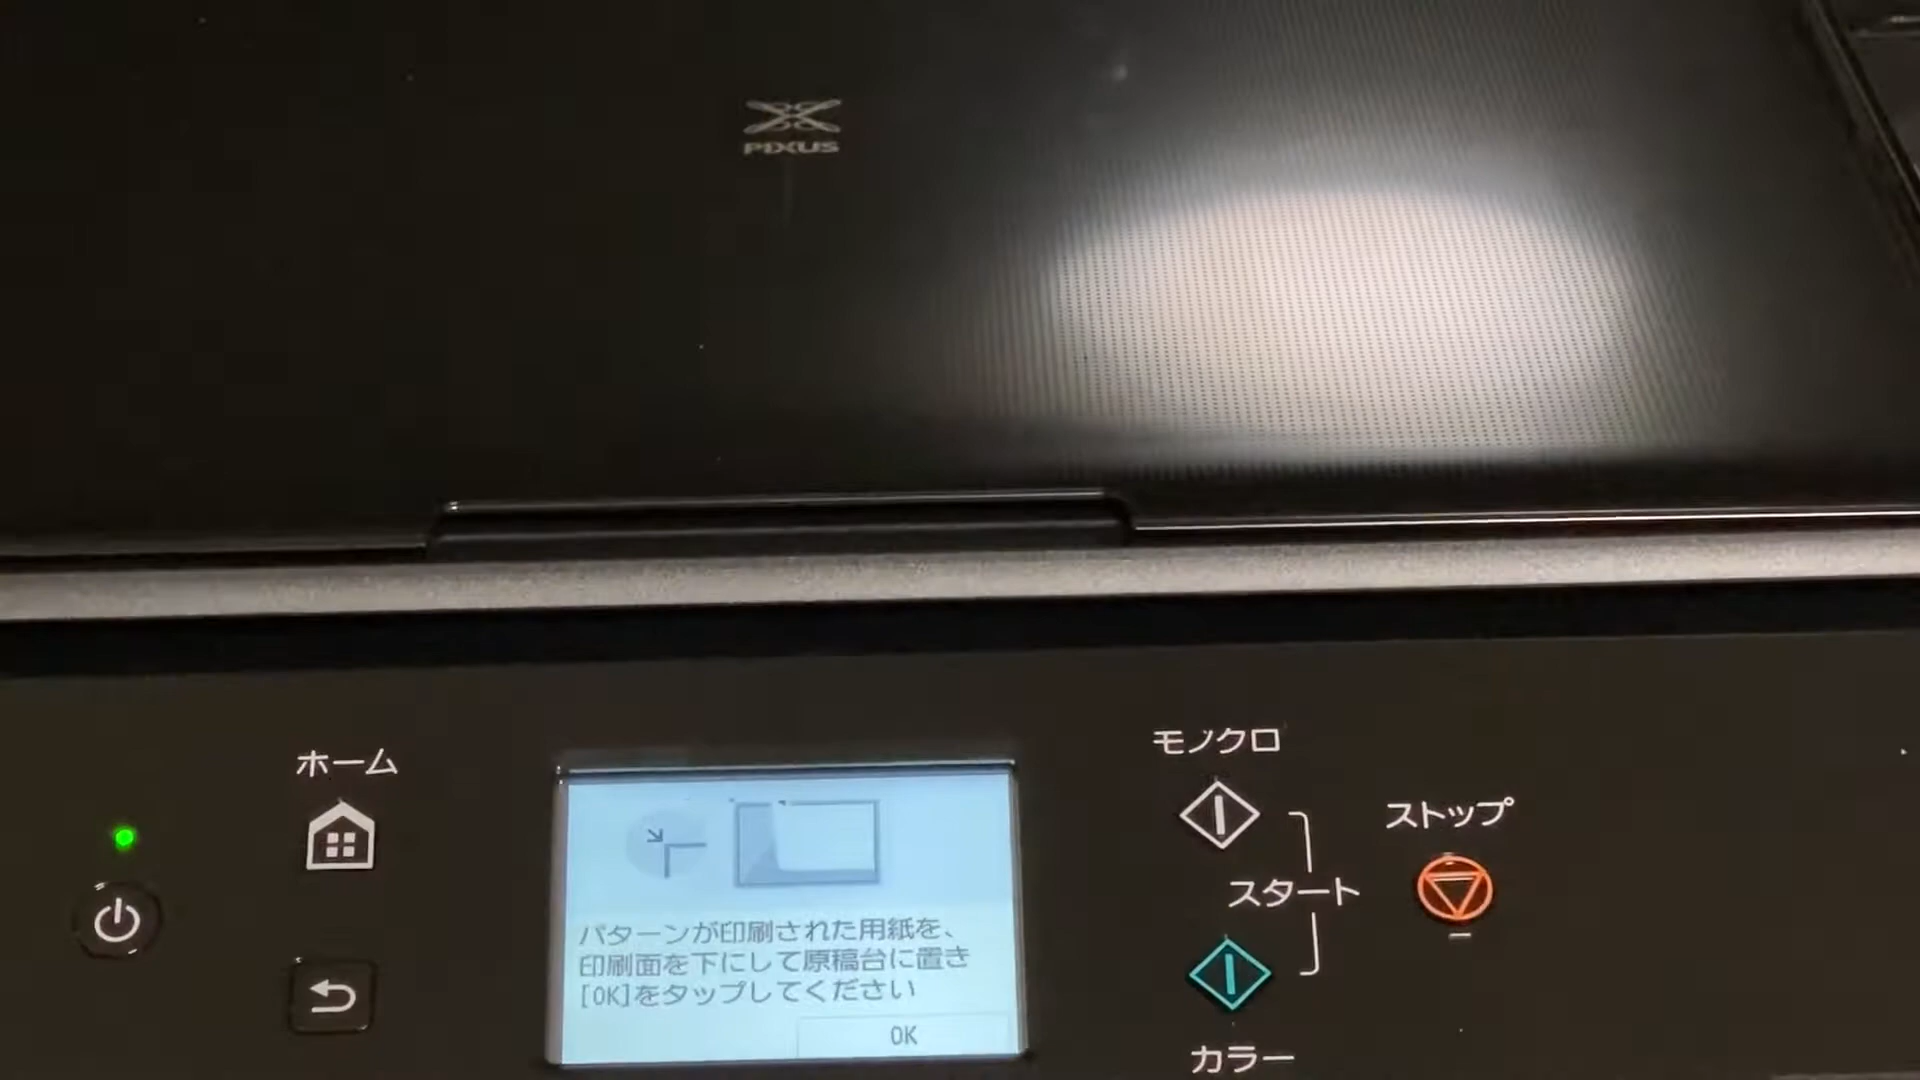 PIXUS
ホーム
モノクロ
ストップ
スタート
カラー
パターンが印刷された用紙を、
印刷面を下にして原稿台に置き
[OK]をタップしてください
OK